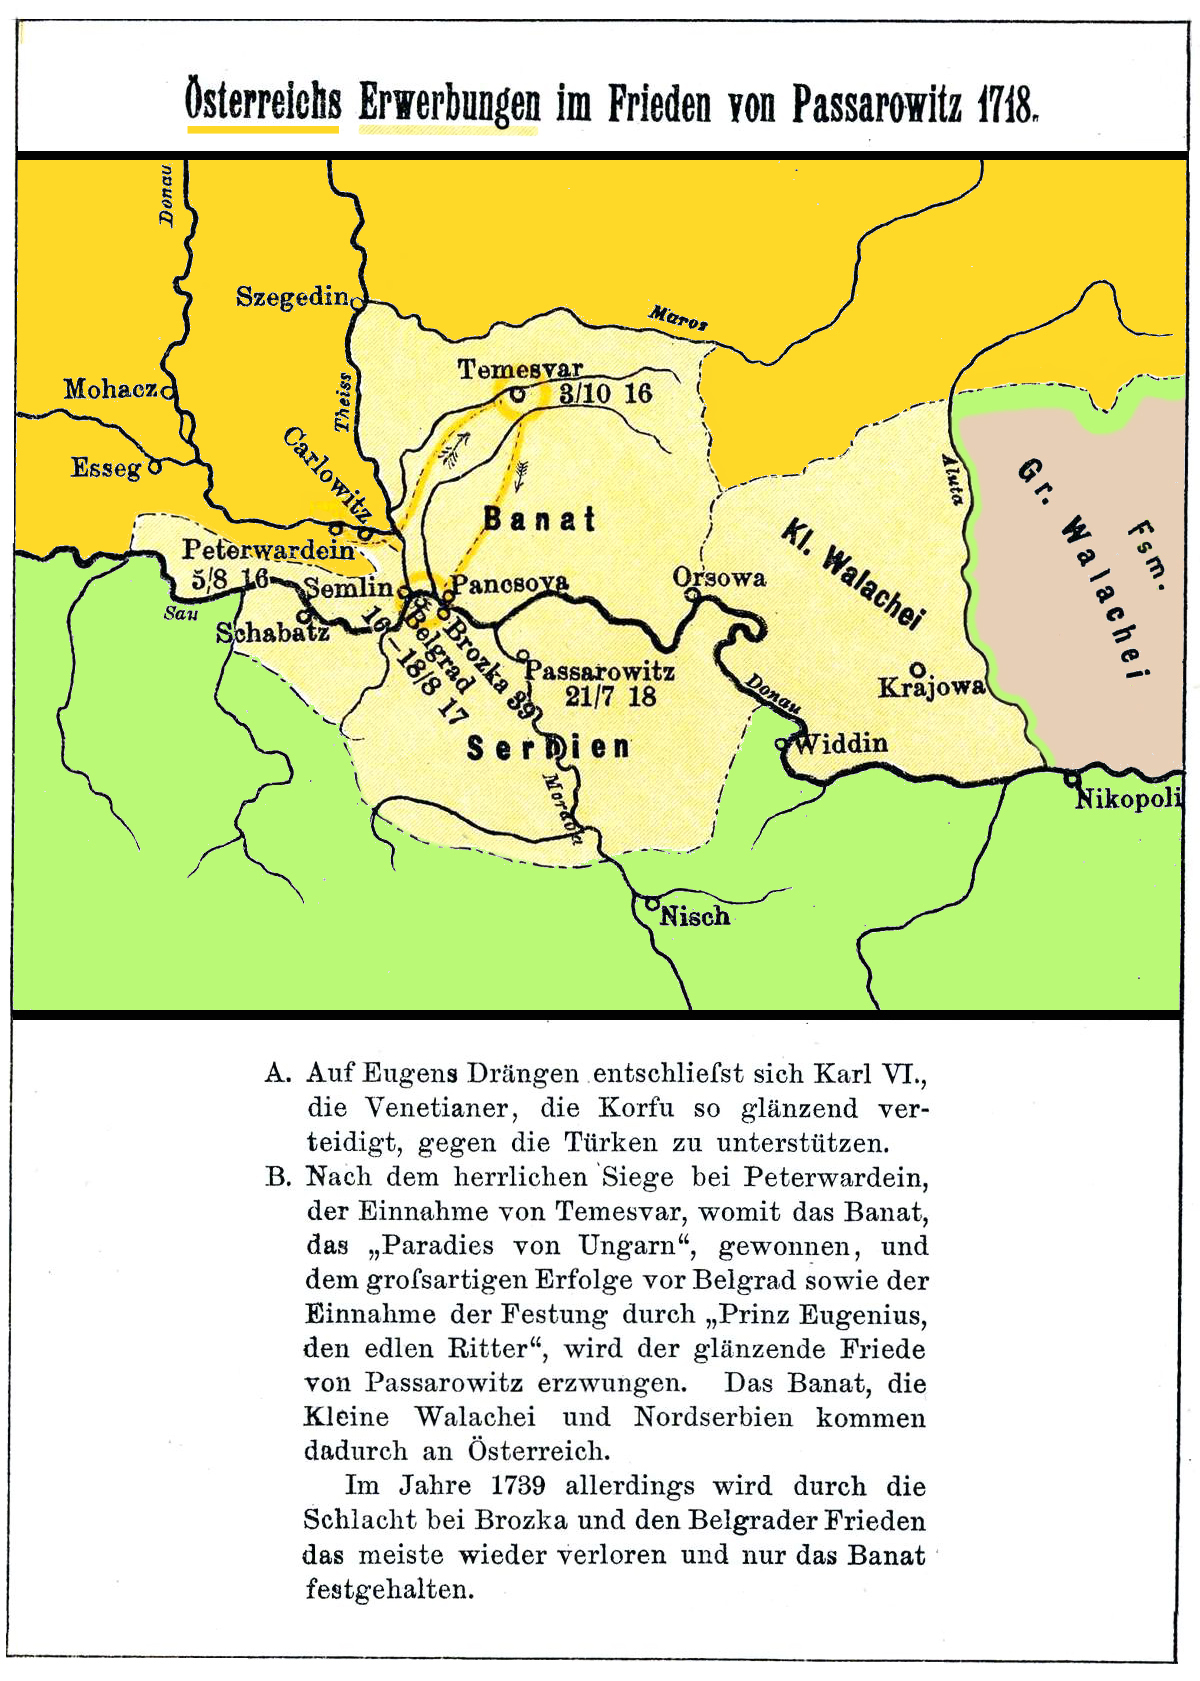 Österreichs Erwerbungen im Frieden von Passarowitz 1718.
Donau
Szegedin
Maros
Temesvar
3/10 16
Mohacz
Theiss
Carlowitz
Esseg
Aluta
Gr. Walachei
Fsm.
Banat
Kl. Walachei
Peterwardein
5/8 16
Semlin
Pancsova
Orsowa
Sau
Schabatz
Belgrad
16–18/8 17
Brozka 39
Passarowitz
21/7 18
Krajowa
Donau
Serbien
Widdin
Morava
Nikopoli
Nisch
A. Auf Eugens Drängen entschlieſst sich Karl VI.,
die Venetianer, die Korfu so glänzend ver-
teidigt, gegen die Türken zu unterstützen.
B. Nach dem herrlichen Siege bei Peterwardein,
der Einnahme von Temesvar, womit das Banat,
das „Paradies von Ungarn“, gewonnen, und
dem groſsartigen Erfolge vor Belgrad sowie der
Einnahme der Festung durch „Prinz Eugenius,
den edlen Ritter“, wird der glänzende Friede
von Passarowitz erzwungen. Das Banat, die
Kleine Walachei und Nordserbien kommen
dadurch an Österreich.
Im Jahre 1739 allerdings wird durch die
Schlacht bei Brozka und den Belgrader Frieden
das meiste wieder verloren und nur das Banat
festgehalten.